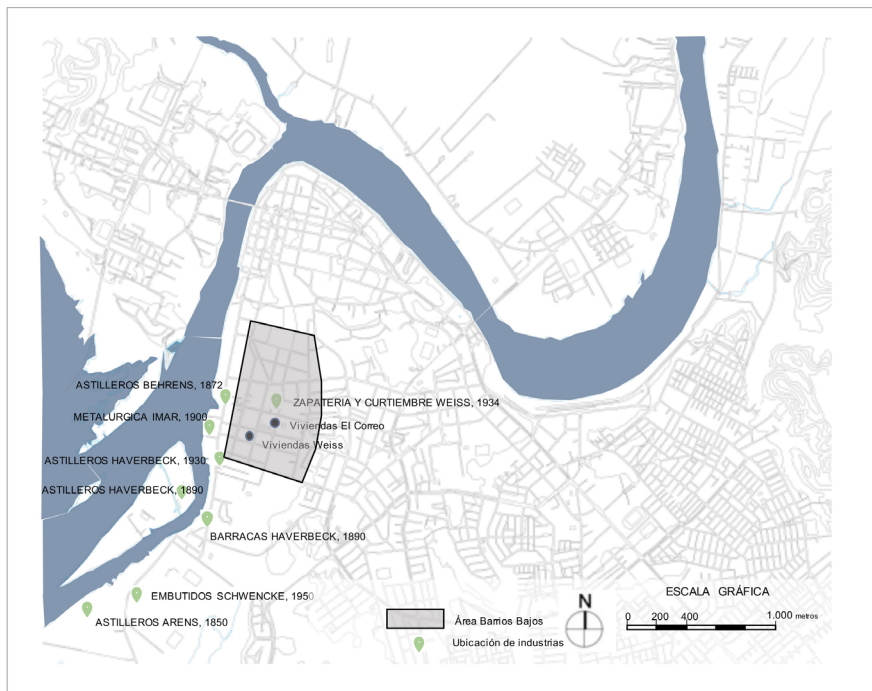 ASTILLEROS BEHRENS, 1872
ZAPATERIA Y CURTIEMBRE WEISS, 1934
METALURGICA IMAR, 1900
Viviendas El Correo
Viviendas Weiss
ASTILLEROS HAVERBECK, 1930
ASTILLEROS HAVERBECK, 1890
BARRACAS HAVERBECK, 1890
EMBUTIDOS SCHWENCKE, 1950
ASTILLEROS ARENS, 1850
Área Barrios Bajos
Ubicación de industrias
N
ESCALA GRÁFICA
0 200 400 1.000 metros